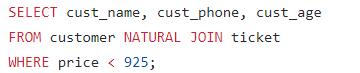 SELECT cust_name, cust_phone, cust_age
FROM customer NATURAL JOIN ticket
WHERE price < 925;